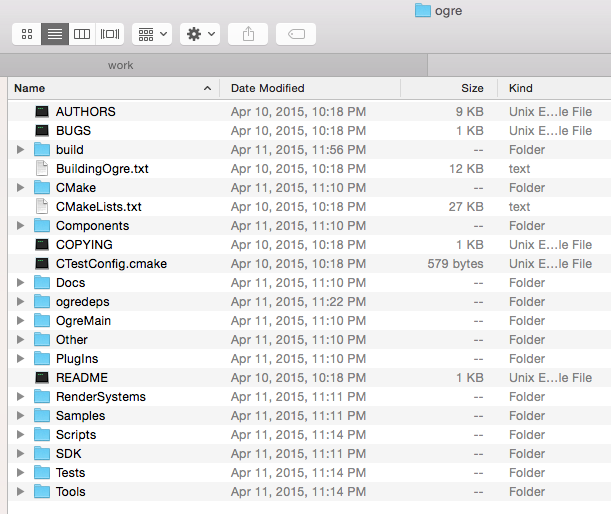 ogre
work
Name Date Modified Size Kind
AUTHORS Apr 10, 2015, 10:18 PM 9 KB Unix E...le File
BUGS Apr 10, 2015, 10:18 PM 1 KB Unix E...le File
build Apr 11, 2015, 11:56 PM -- Folder
BuildingOgre.txt Apr 10, 2015, 10:18 PM 12 KB text
CMake Apr 11, 2015, 11:10 PM -- Folder
CMakeLists.txt Apr 10, 2015, 10:18 PM 27 KB text
Components Apr 11, 2015, 11:10 PM -- Folder
COPYING Apr 10, 2015, 10:18 PM 1 KB Unix E...le File
CTestConfig.cmake Apr 10, 2015, 10:18 PM 579 bytes Unix E...le File
Docs Apr 11, 2015, 11:10 PM -- Folder
ogredeps Apr 11, 2015, 11:22 PM -- Folder
OgreMain Apr 11, 2015, 11:10 PM -- Folder
Other Apr 11, 2015, 11:10 PM -- Folder
PlugIns Apr 11, 2015, 11:10 PM -- Folder
README Apr 10, 2015, 10:18 PM 1 KB Unix E...le File
RenderSystems Apr 11, 2015, 11:11 PM -- Folder
Samples Apr 11, 2015, 11:11 PM -- Folder
Scripts Apr 11, 2015, 11:14 PM -- Folder
SDK Apr 11, 2015, 11:11 PM -- Folder
Tests Apr 11, 2015, 11:14 PM -- Folder
Tools Apr 11, 2015, 11:14 PM -- Folder